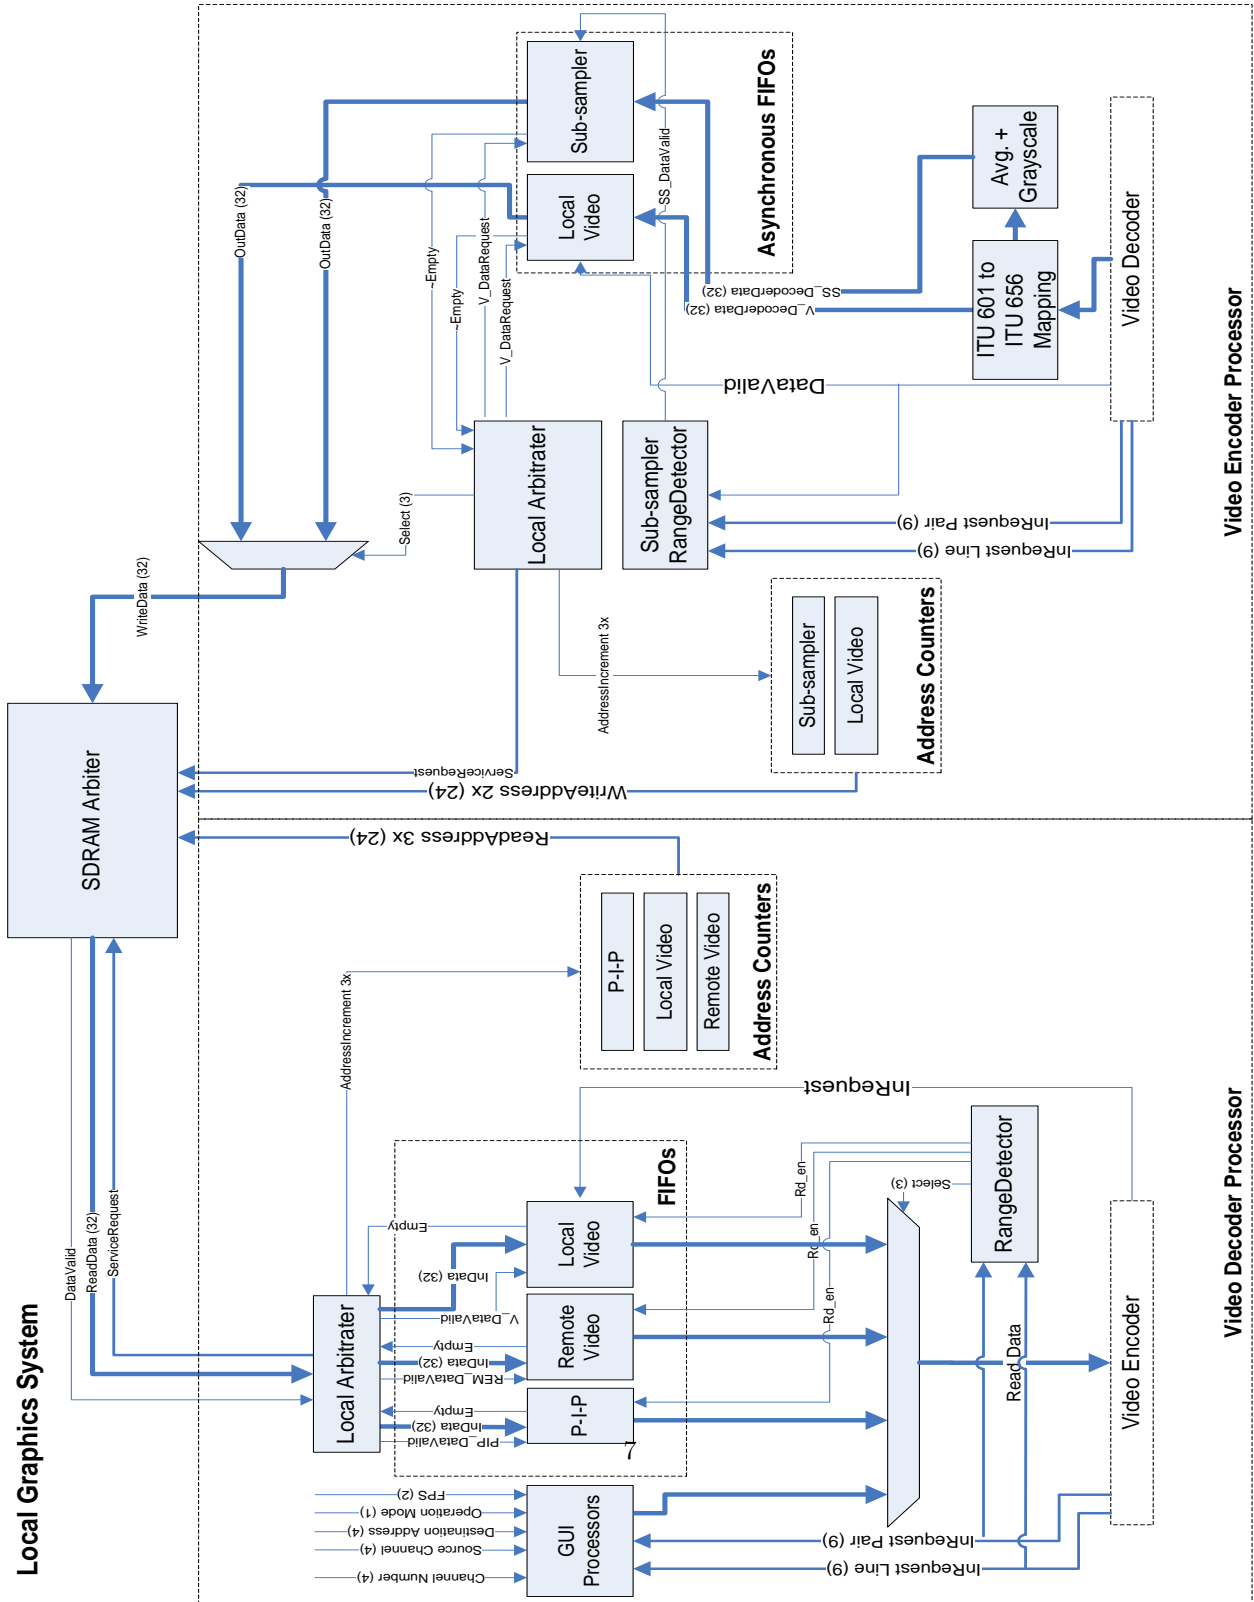 Local Graphics System
SDRAM Arbiter
DataValid
ReadData (32)
ServiceRequest
WriteData (32)
ServiceRequest
WriteAddress 2x (24)
ReadAddress 3x (24)
OutData (32)
OutData (32)
Select (3)
~Empty
~Empty
V_DataRequest
V_DataRequest
Local Arbitrater
AddressIncrement 3x
Sub-sampler
Local
Video
Asynchronous FIFOs
SS_DataValid
SS_DecoderData (32)
V_DecoderData (32)
DataValid
Sub-sampler
RangeDetector
InRequest Pair (9)
InRequest Line (9)
Avg. +
Grayscale
ITU 601 to
ITU 656
Mapping
Video Decoder
Sub-sampler
Local Video
Address Counters
Video Encoder Processor
Local Arbitrater
AddressIncrement 3x
P-I-P
Local Video
Remote Video
Address Counters
Empty
InData (32)
V_DataValid
Empty
InData (32)
REM_DataValid
Empty
InData (32)
PIP_DataValid
Local
Video
Remote
Video
P-I-P
FIFOs
7
FPS (2)
Operation Mode (1)
Destination Address (4)
Source Channel (4)
Channel Number (4)
GUI
Processors
InRequest
Rd_en
Rd_en
Rd_en
Select (3)
RangeDetector
Read Data
InRequest Pair (9)
InRequest Line (9)
Video Encoder
Video Decoder Processor